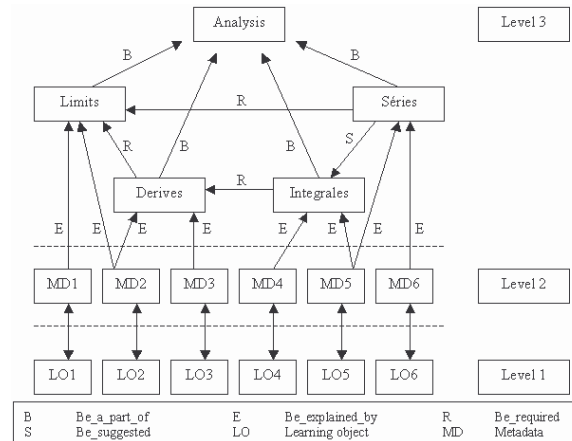 Analysis Level 3
B B
Limits R Séries
R B B S
Derives R Integrales
E E E E E E E E
MD1 MD2 MD3 MD4 MD5 MD6 Level 2
LO1 LO2 LO3 LO4 LO5 LO6 Level 1
B Be_a_part_of E Be_explained_by R Be_required
S Be_suggested LO Learning object MD Metadata